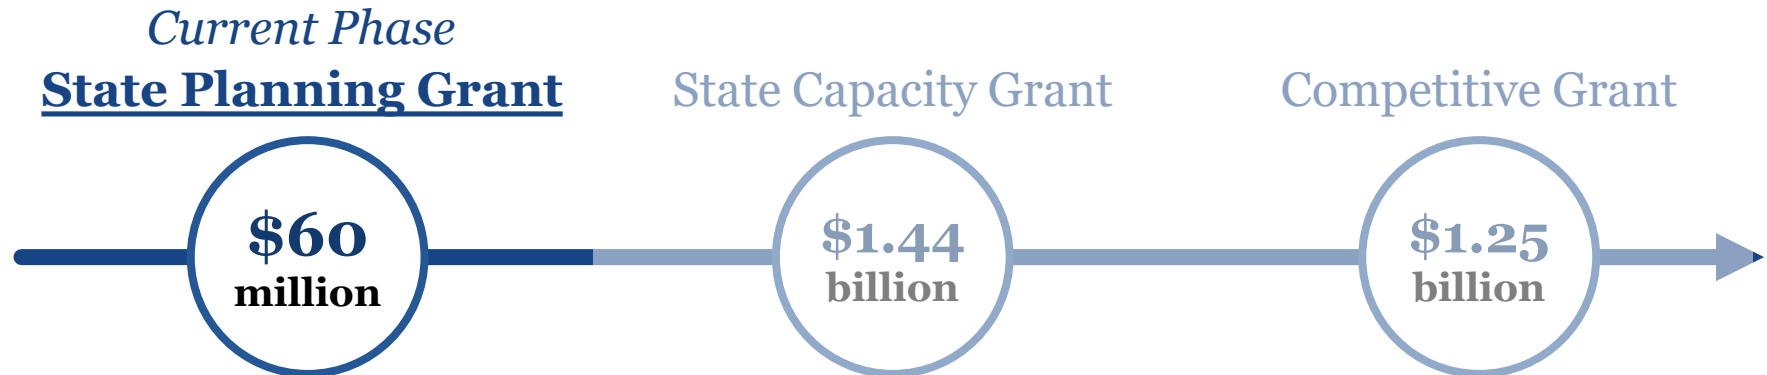 Current Phase
State Planning Grant
State Capacity Grant
Competitive Grant
$60
million
$1.44
billion
$1.25
billion